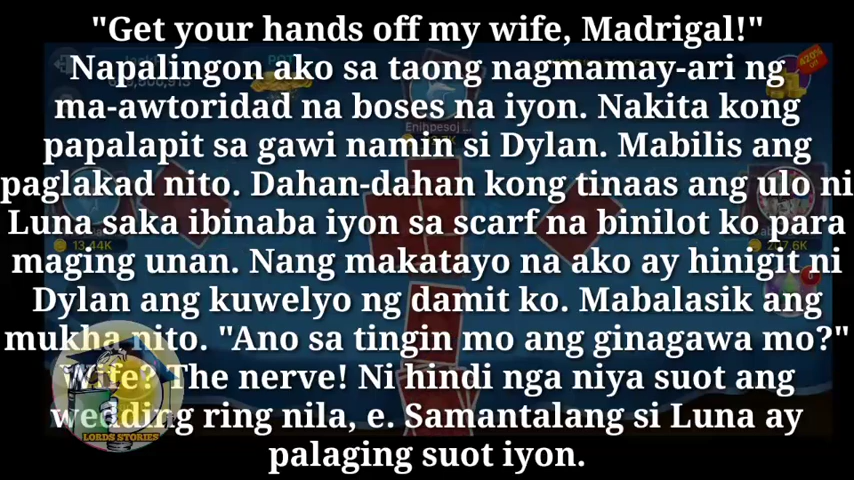 "Get your hands off my wife, Madrigal!"
Napalingon ako sa taong nagmamay-ari ng
ma-awtoridad na boses na iyon. Nakita kong
papalapit sa gawi namin si Dylan. Mabilis ang
paglakad nito. Dahan-dahan kong tinaas ang ulo ni
Luna saka ibinaba iyon sa scarf na binilot ko para
maging unan. Nang makatayo na ako ay hinigit ni
Dylan ang kuwelyo ng damit ko. Mabalasik ang
mukha nito. "Ano sa tingin mo ang ginagawa mo?"
Wife? The nerve! Ni hindi nga niya suot ang
wedding ring nila, e. Samantalang si Luna ay
palaging suot iyon.
LORDS STORIES
13.44K